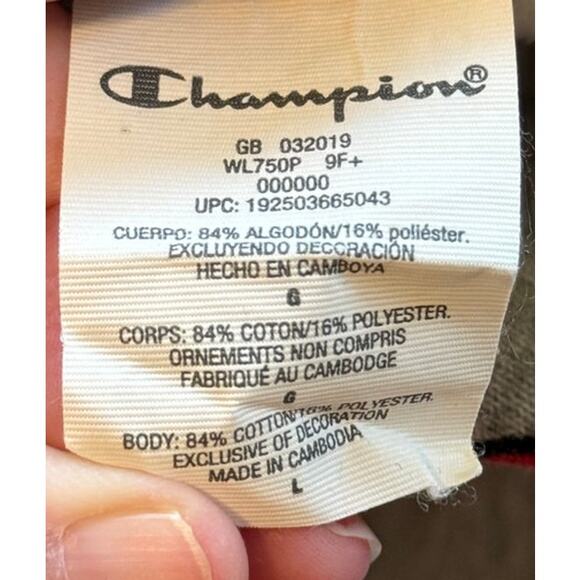 Champion®
GB 032019
WL750P 9F+
000000
UPC: 192503665043
CUERPO: 84% ALGODÓN/16% poliéster.
EXCLUYENDO DECORACIÓN
HECHO EN CAMBOYA
G
CORPS: 84% COTON/16% POLYESTER.
ORNEMENTS NON COMPRIS
FABRIQUÉ AU CAMBODGE
G
BODY: 84% COTTON/16% POLYESTER.
EXCLUSIVE OF DECORATION
MADE IN CAMBODIA
L